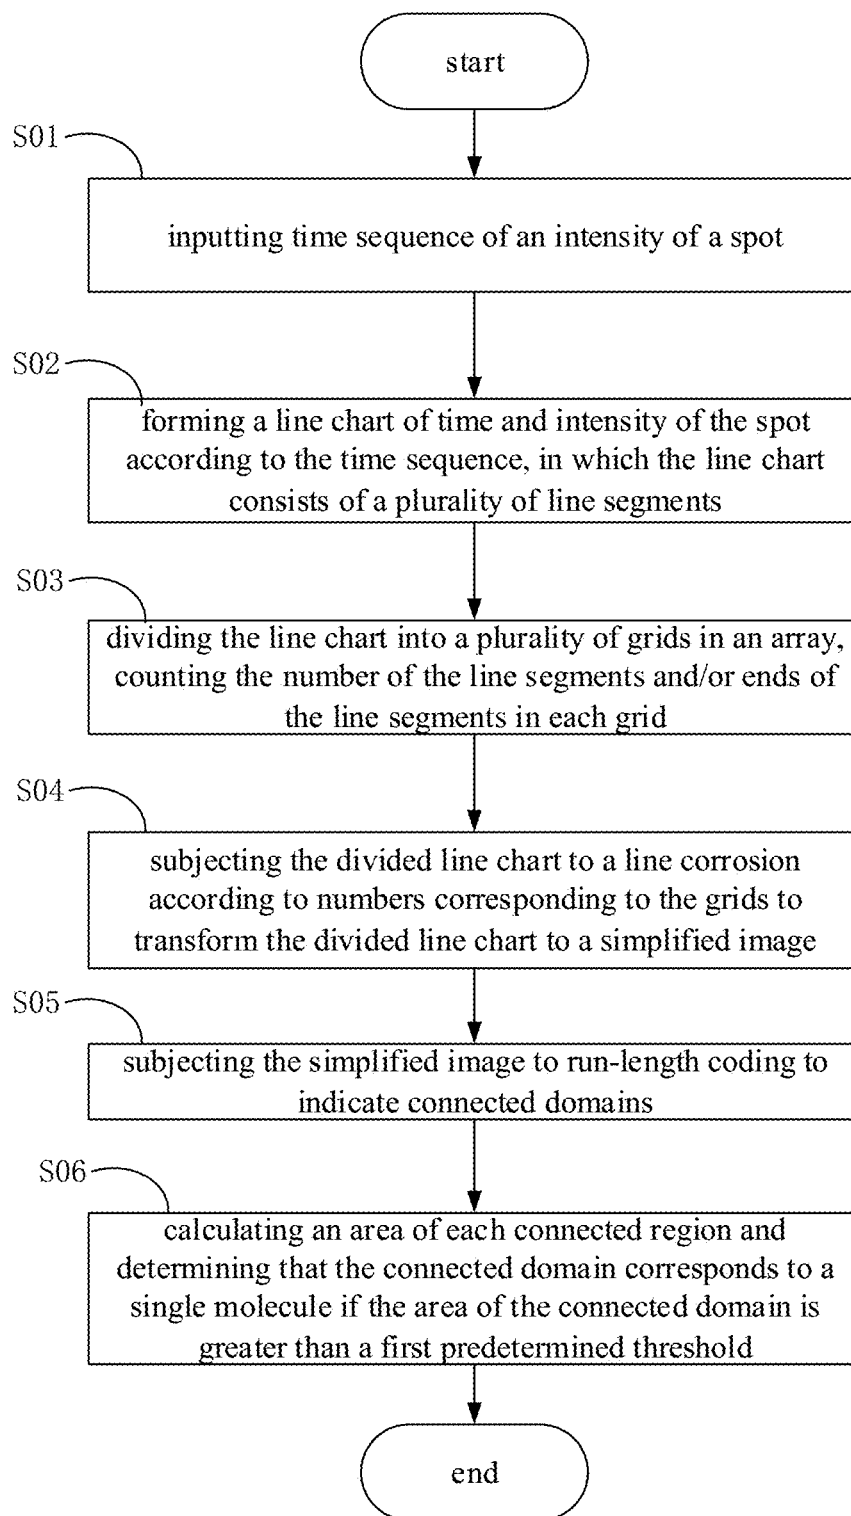 start
S01
inputting time sequence of an intensity of a spot
S02
forming a line chart of time and intensity of the spot
according to the time sequence, in which the line chart
consists of a plurality of line segments
S03
dividing the line chart into a plurality of grids in an array,
counting the number of the line segments and/or ends of
the line segments in each grid
S04
subjecting the divided line chart to a line corrosion
according to numbers corresponding to the grids to
transform the divided line chart to a simplified image
S05
subjecting the simplified image to run-length coding to
indicate connected domains
S06
calculating an area of each connected region and
determining that the connected domain corresponds to a
single molecule if the area of the connected domain is
greater than a first predetermined threshold
end